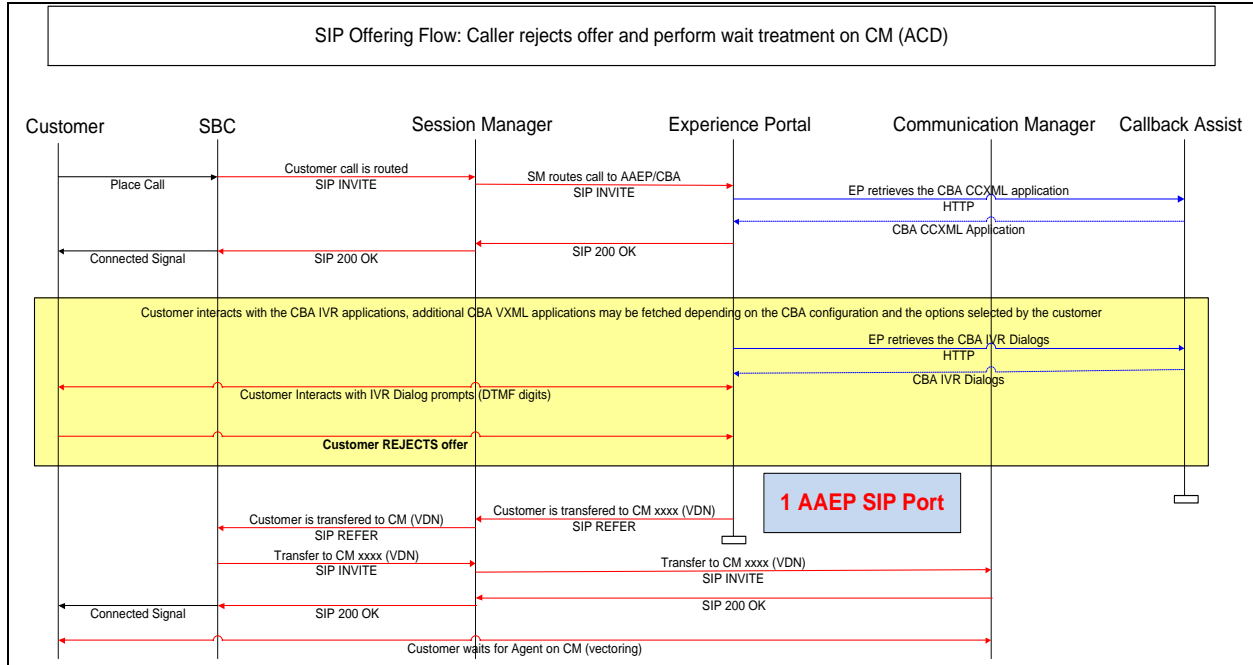 SIP Offering Flow: Caller rejects offer and perform wait treatment on CM (ACD)
Customer
SBC
Session Manager
Experience Portal
Communication Manager
Callback Assist
Place Call
Customer call is routed
SIP INVITE
SM routes call to AAEP/CBA
SIP INVITE
EP retrieves the CBA CCXML application
HTTP
CBA CCXML Application
SIP 200 OK
SIP 200 OK
Connected Signal
Customer interacts with the CBA IVR applications, additional CBA VXML applications may be fetched depending on the CBA configuration and the options selected by the customer
EP retrieves the CBA IVR Dialogs
HTTP
CBA IVR Dialogs
Customer Interacts with IVR Dialog prompts (DTMF digits)
Customer REJECTS offer
1 AAEP SIP Port
Customer is transfered to CM xxxx (VDN)
SIP REFER
Customer is transfered to CM (VDN)
SIP REFER
Transfer to CM xxxx (VDN)
SIP INVITE
Transfer to CM xxxx (VDN)
SIP INVITE
SIP 200 OK
SIP 200 OK
Connected Signal
Customer waits for Agent on CM (vectoring)